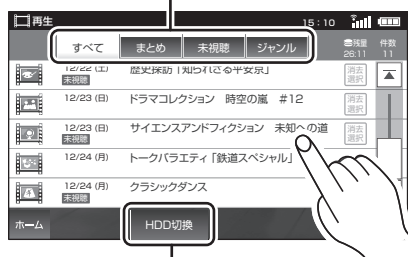 再生
15:10
すべて まとめ 未視聴 ジャンル
残量 件数
26:11 11
12/22 (土) 歴史探訪「知られざる平安京」
未視聴
消去
選択
12/23 (日) ドラマコレクション 時空の嵐 #12
消去
選択
12/23 (日) サイエンスアンドフィクション 未知への道
未視聴
消去
選択
12/24 (月) トークバラエティ「鉄道スペシャル」
12/24 (月) クラシックダンス
未視聴
ホーム HDD切換